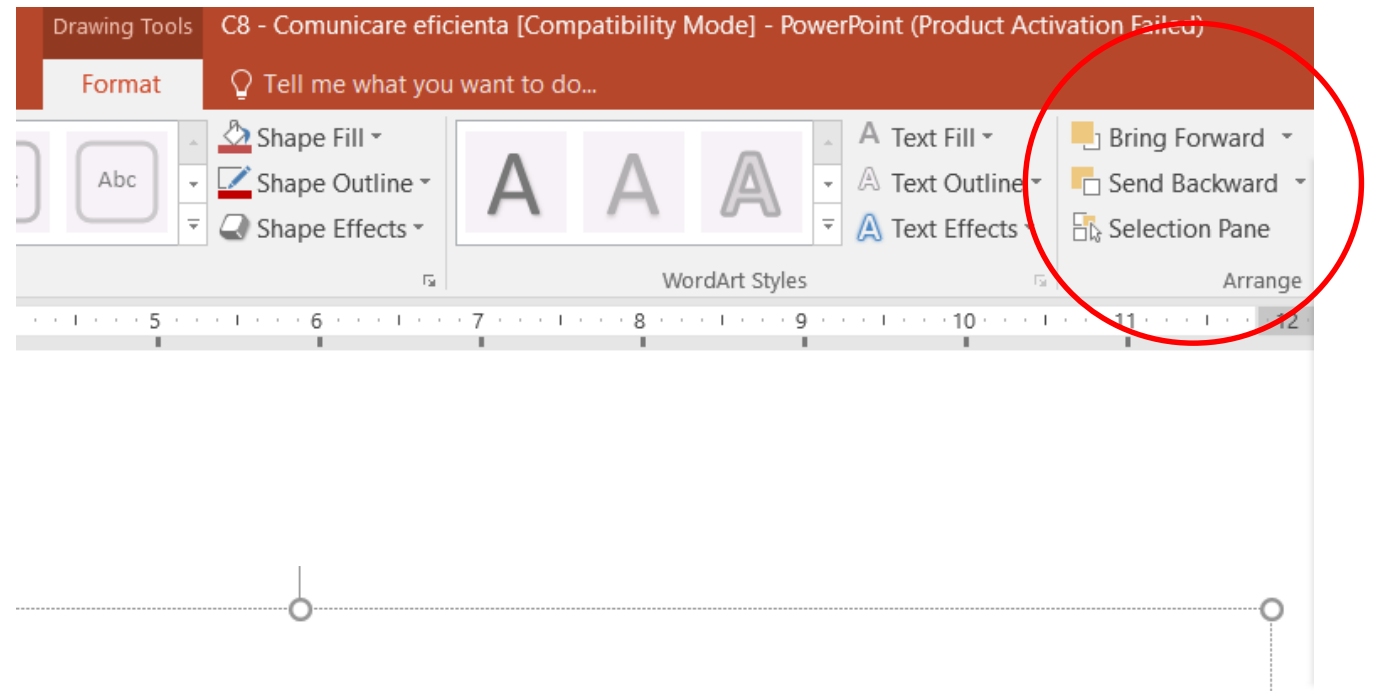 Drawing Tools C8 - Comunicare eficienta [Compatibility Mode] - PowerPoint (Product Activation Failed)
Format Tell me what you want to do...
Abc
Shape Fill
Shape Outline
Shape Effects
A A A
A Text Fill
A Text Outline
A Text Effects
WordArt Styles
Bring Forward
Send Backward
Selection Pane
Arrange
5 6 7 8 9 10 11 12